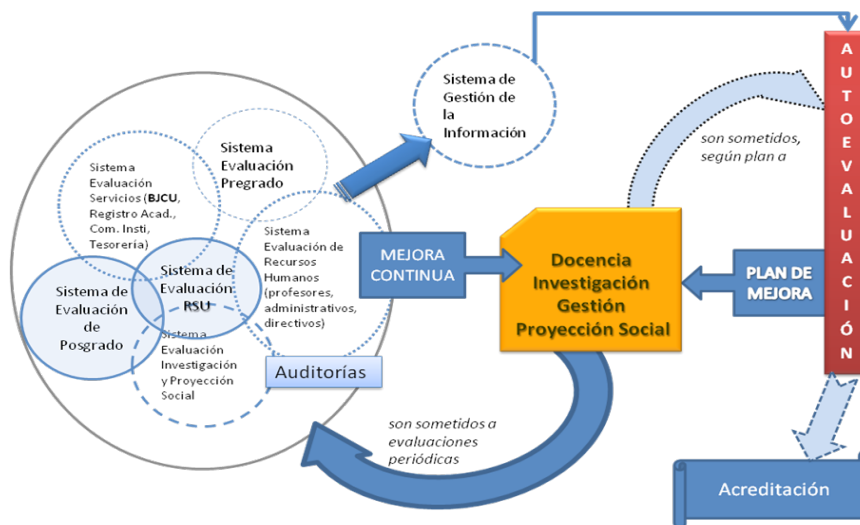 Sistema de
Gestión de
la
Información
AUTOEVALUACIÓN
son sometidos,
según plan a
Sistema
Evaluación
Pregrado
Sistema
Evaluación
Servicios (BJCU,
Registro Acad.,
Com. Insti,
Tesorería)
Sistema
Evaluación de
Recursos
Humanos
(profesores,
administrativos,
directivos)
Sistema de
Evaluación
RSU
Sistema de
Evaluación
de
Posgrado
Sistema
Evaluación
Investigación
y Proyección
Social
Auditorías
MEJORA
CONTINUA
Docencia
Investigación
Gestión
Proyección Social
PLAN DE
MEJORA
son sometidos a
evaluaciones
periódicas
Acreditación